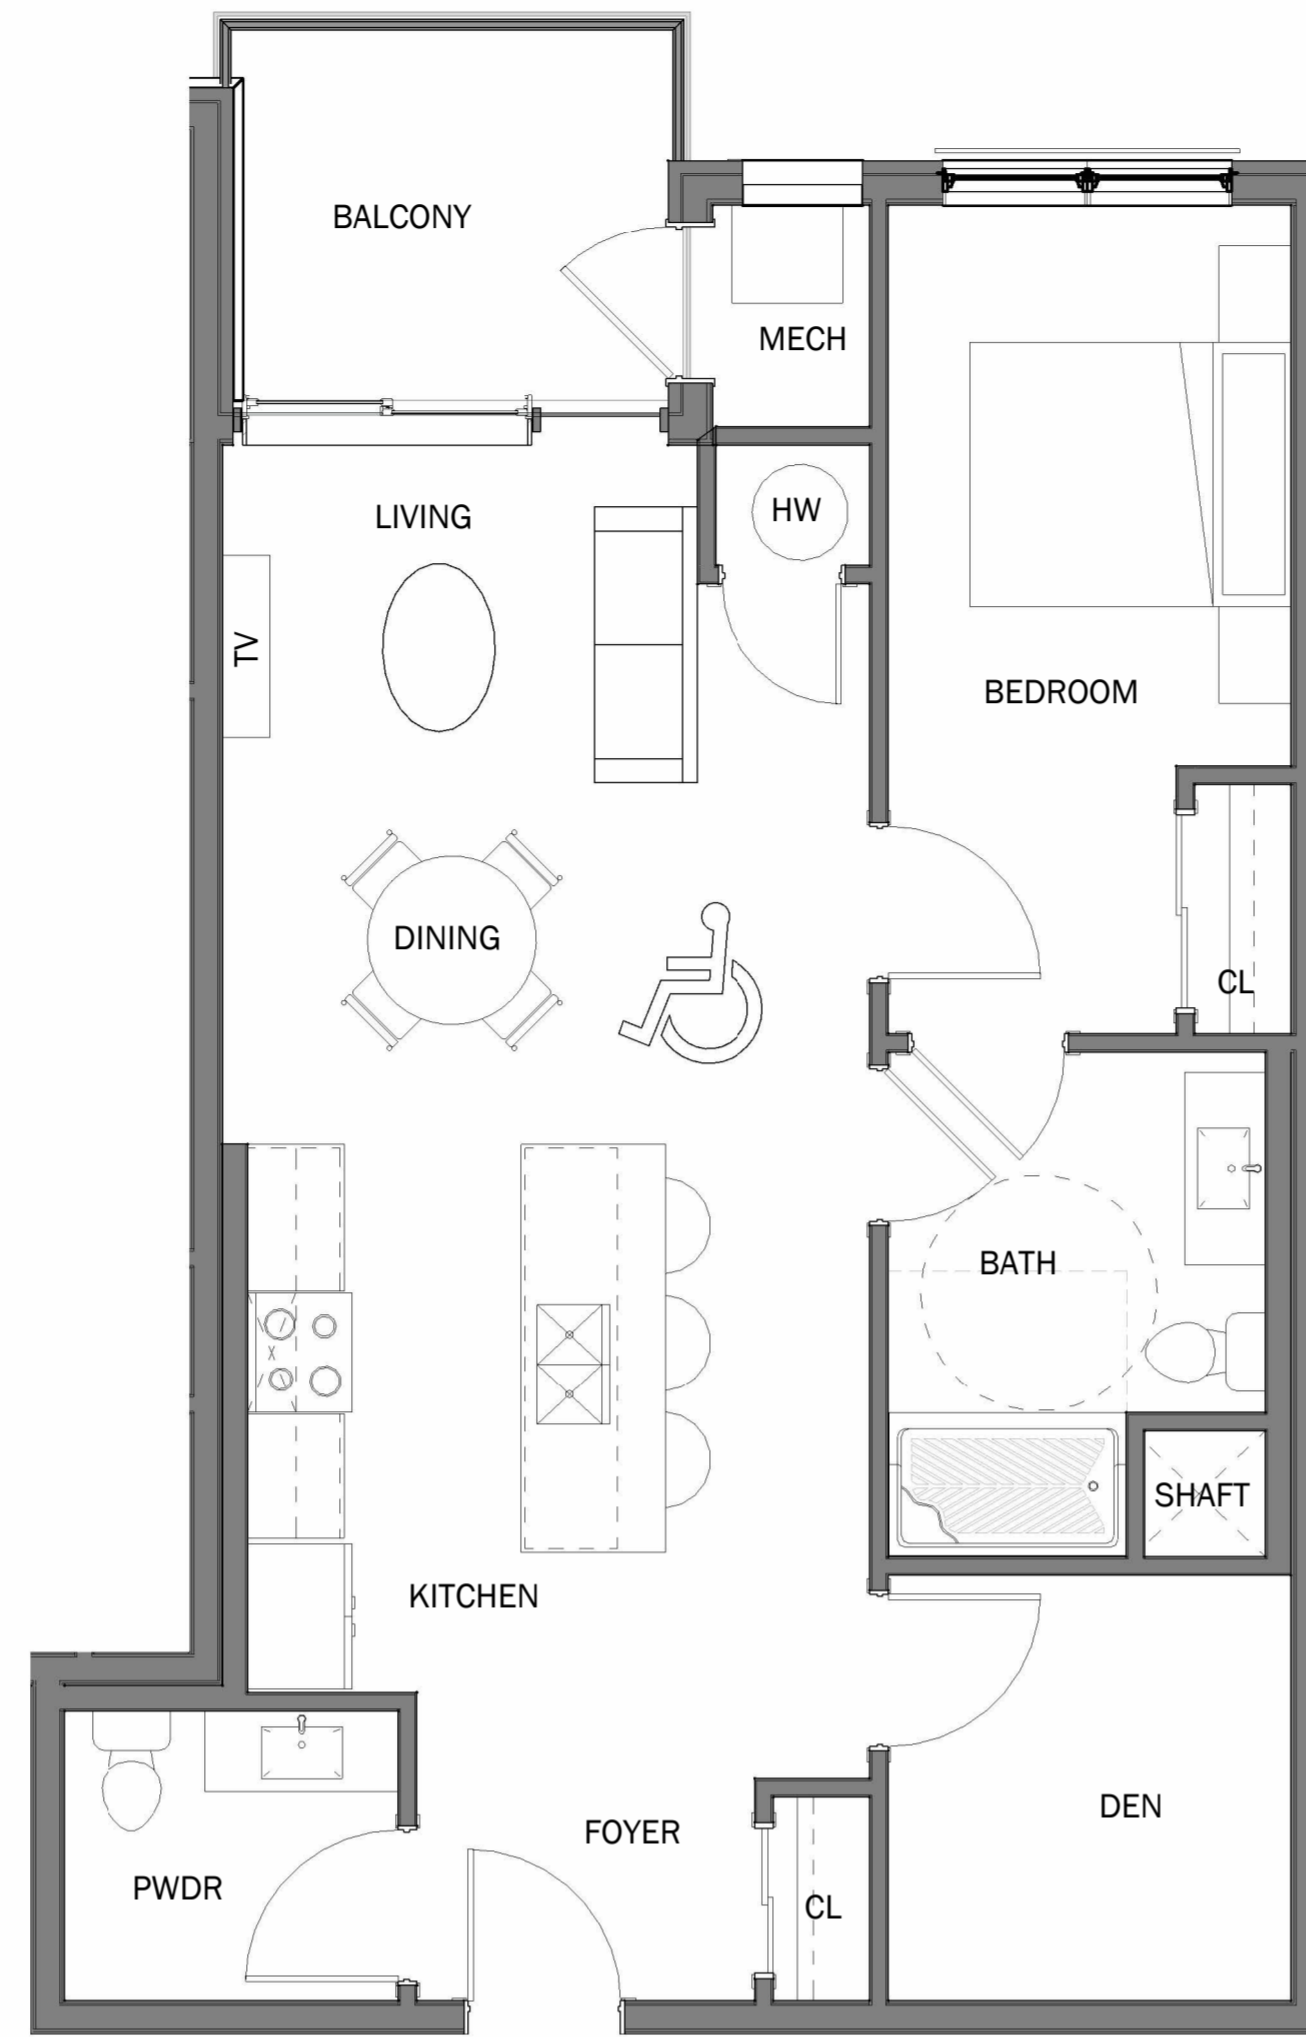 BALCONY
MECH
LIVING
HW
TV
BEDROOM
DINING
CL
BATH
SHAFT
KITCHEN
DEN
FOYER
PWDR
CL